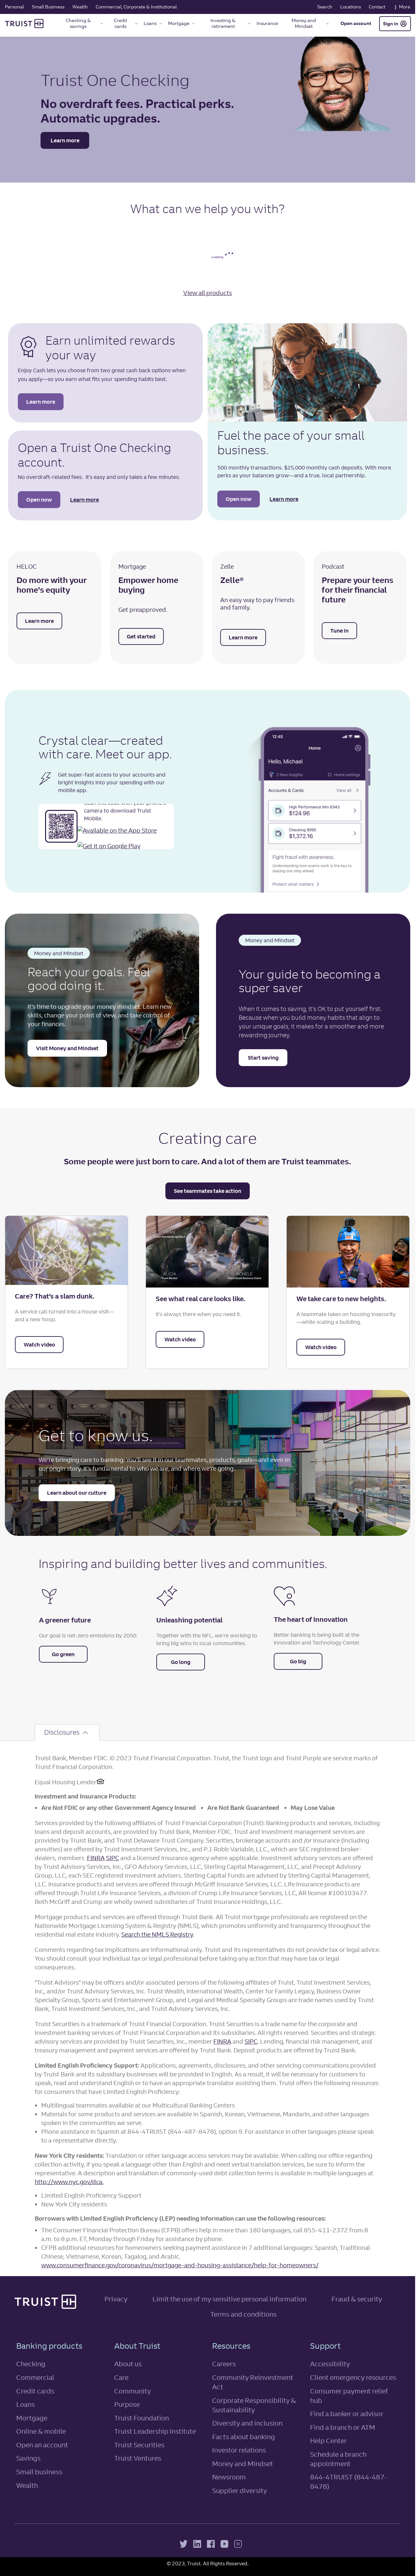 Personal Small Business Wealth Commercial, Corporate & Institutional Search Locations Contact | More
TRUIST Checking & savings Credit cards Loans Mortgage Investing & retirement Insurance Money and Mindset Open account Sign in
Truist One Checking
No overdraft fees. Practical perks.
Automatic upgrades.
Learn more
What can we help you with?
Loading
View all products
Earn unlimited rewards
your way
Enjoy Cash lets you choose from two great cash back options when
you apply—so you earn what fits your spending habits best.
Learn more
Open a Truist One Checking
account.
No overdraft-related fees. It's easy and only takes a few minutes.
Open now Learn more
Fuel the pace of your small
business.
500 monthly transactions. $25,000 monthly cash deposits. With more
perks as your balances grow—and a true, local partnership.
Open now Learn more
HELOC
Do more with your
home's equity
Learn more
Mortgage
Empower home
buying
Get preapproved.
Get started
Zelle
Zelle®
An easy way to pay friends
and family.
Learn more
Podcast
Prepare your teens
for their financial
future
Tune in
Crystal clear—created
with care. Meet our app.
Get super-fast access to your accounts and
bright insights into your spending with our
mobile app.
camera to download Truist
Mobile.
Available on the App Store
Get it on Google Play
12:45
Home
Hello, Michael
2 New Insights Home settings
Accounts & Cards View all
High Performance Mm 8943
$124.96
Checking 9065
$1,372.16
Fight fraud with awareness.
Understanding how scams work is the key to
staying one step ahead.
Protect what matters
Money and Mindset
Reach your goals. Feel
good doing it.
It's time to upgrade your money mindset. Learn new
skills, change your point of view, and take control of
your finances.
Visit Money and Mindset
Money and Mindset
Your guide to becoming a
super saver
When it comes to saving, it's OK to put yourself first.
Because when you build money habits that align to
your unique goals, it makes for a smoother and more
rewarding journey.
Start saving
Creating care
Some people were just born to care. And a lot of them are Truist teammates.
See teammates take action
Care? That's a slam dunk.
A service call turned into a house visit—
and a new hoop.
Watch video
ALICIA
MICHELE
See what real care looks like.
It's always there when you need it.
Watch video
We take care to new heights.
A teammate takes on housing insecurity
—while scaling a building.
Watch video
Get to know us.
We're bringing care to banking. You'll see it in our teammates, products, goals—and even in
our origin story. It's fundamental to who we are, and where we're going.
Learn about our culture
Inspiring and building better lives and communities.
A greener future
Our goal is net-zero emissions by 2050.
Go green
Unleashing potential
Together with the NFL, we're working to
bring big wins to local communities.
Go long
The heart of innovation
Better banking is being built at the
Innovation and Technology Center.
Go big
Disclosures
Truist Bank, Member FDIC. © 2023 Truist Financial Corporation. Truist, the Truist logo and Truist Purple are service marks of
Truist Financial Corporation.
Equal Housing Lender
Investment and Insurance Products:
• Are Not FDIC or any other Government Agency Insured • Are Not Bank Guaranteed • May Lose Value
Services provided by the following affiliates of Truist Financial Corporation (Truist): Banking products and services, including
loans and deposit accounts, are provided by Truist Bank, Member FDIC. Trust and investment management services are
provided by Truist Bank, and Truist Delaware Trust Company. Securities, brokerage accounts and /or insurance (including
annuities) are offered by Truist Investment Services, Inc., and P.J. Robb Variable, LLC., which are SEC registered broker-
dealers, members FINRA SIPC and a licensed insurance agency where applicable. Investment advisory services are offered
by Truist Advisory Services, Inc., GFO Advisory Services, LLC, Sterling Capital Management, LLC, and Precept Advisory
Group, LLC, each SEC registered investment advisers. Sterling Capital Funds are advised by Sterling Capital Management,
LLC. Insurance products and services are offered through McGriff Insurance Services, LLC. Life Insurance products are
offered through Truist Life Insurance Services, a division of Crump Life Insurance Services, LLC, AR license #100103477.
Both McGriff and Crump are wholly owned subsidiaries of Truist Insurance Holdings, LLC.
Mortgage products and services are offered through Truist Bank. All Truist mortgage professionals are registered on the
Nationwide Mortgage Licensing System & Registry (NMLS), which promotes uniformity and transparency throughout the
residential real estate industry. Search the NMLS Registry.
Comments regarding tax implications are informational only. Truist and its representatives do not provide tax or legal advice.
You should consult your individual tax or legal professional before taking any action that may have tax or legal
consequences.
"Truist Advisors" may be officers and/or associated persons of the following affiliates of Truist, Truist Investment Services,
Inc., and/or Truist Advisory Services, Inc. Truist Wealth, International Wealth, Center for Family Legacy, Business Owner
Specialty Group, Sports and Entertainment Group, and Legal and Medical Specialty Groups are trade names used by Truist
Bank, Truist Investment Services, Inc., and Truist Advisory Services, Inc.
Truist Securities is a trademark of Truist Financial Corporation. Truist Securities is a trade name for the corporate and
investment banking services of Truist Financial Corporation and its subsidiaries. All rights reserved. Securities and strategic
advisory services are provided by Truist Securities, Inc., member FINRA and SIPC. Lending, financial risk management, and
treasury management and payment services are offered by Truist Bank. Deposit products are offered by Truist Bank.
Limited English Proficiency Support: Applications, agreements, disclosures, and other servicing communications provided
by Truist Bank and its subsidiary businesses will be provided in English. As a result, it will be necessary for customers to
speak, read and understand English or to have an appropriate translator assisting them. Truist offers the following resources
for consumers that have Limited English Proficiency:
• Multilingual teammates available at our Multicultural Banking Centers
• Materials for some products and services are available in Spanish, Korean, Vietnamese, Mandarin, and other languages
spoken in the communities we serve.
• Phone assistance in Spanish at 844-4TRUIST (844-487-8478), option 9. For assistance in other languages please speak
to a representative directly.
New York City residents: Translation or other language access services may be available. When calling our office regarding
collection activity, if you speak a language other than English and need verbal translation services, be sure to inform the
representative. A description and translation of commonly-used debt collection terms is available in multiple languages at
http://www.nyc.gov/dca.
• Limited English Proficiency Support
• New York City residents
Borrowers with Limited English Proficiency (LEP) needing information can use the following resources:
• The Consumer Financial Protection Bureau (CFPB) offers help in more than 180 languages, call 855-411-2372 from 8
a.m. to 8 p.m. ET, Monday through Friday for assistance by phone.
• CFPB additional resources for homeowners seeking payment assistance in 7 additional languages: Spanish, Traditional
Chinese, Vietnamese, Korean, Tagalog, and Arabic.
www.consumerfinance.gov/coronavirus/mortgage-and-housing-assistance/help-for-homeowners/
TRUIST Privacy Limit the use of my sensitive personal information Fraud & security
Terms and conditions
Banking products
Checking
Commercial
Credit cards
Loans
Mortgage
Online & mobile
Open an account
Savings
Small business
Wealth
About Truist
About us
Care
Community
Purpose
Truist Foundation
Truist Leadership Institute
Truist Securities
Truist Ventures
Resources
Careers
Community Reinvestment
Act
Corporate Responsibility &
Sustainability
Diversity and inclusion
Facts about banking
Investor relations
Money and Mindset
Newsroom
Supplier diversity
Support
Accessibility
Client emergency resources
Consumer payment relief
hub
Find a banker or advisor
Find a branch or ATM
Help Center
Schedule a branch
appointment
844-4TRUIST (844-487-
8478)
© 2023, Truist. All Rights Reserved.